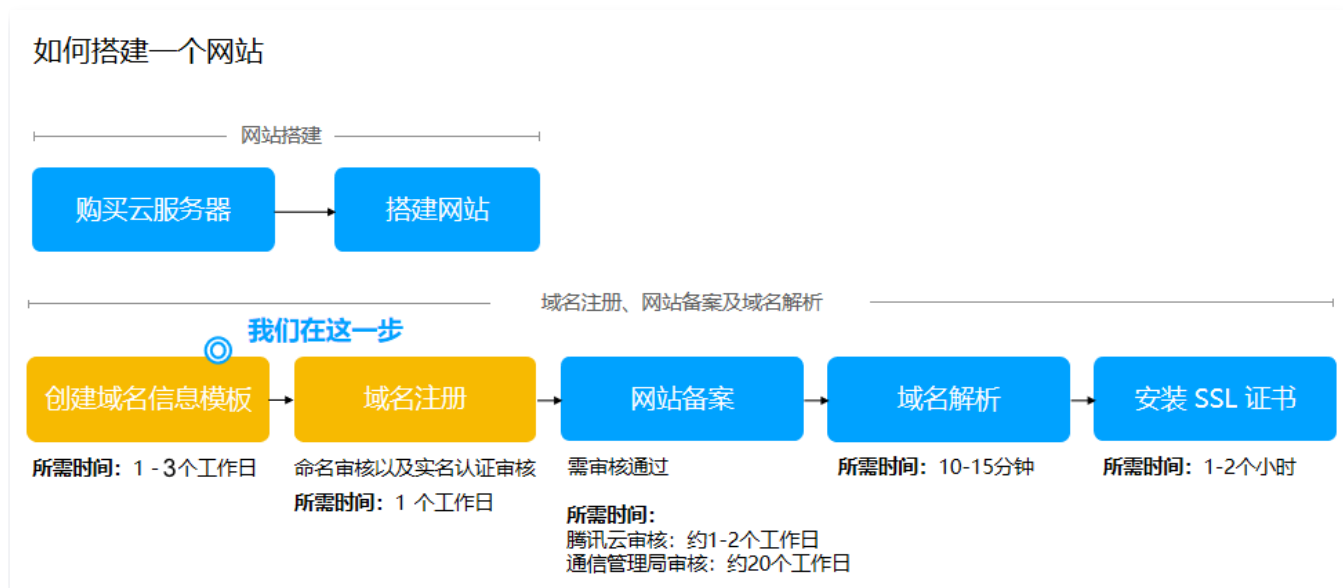 如何搭建一个网站
网站搭建
购买云服务器
搭建网站
域名注册、网站备案及域名解析
我们在这一步
创建域名信息模板
域名注册
网站备案
域名解析
安装 SSL 证书
所需时间：1 - 3个工作日
命名审核以及实名认证审核
所需时间：1 个工作日
需审核通过
所需时间：
腾讯云审核：约1-2个工作日
通信管理局审核：约20个工作日
所需时间：10-15分钟
所需时间：1-2个小时